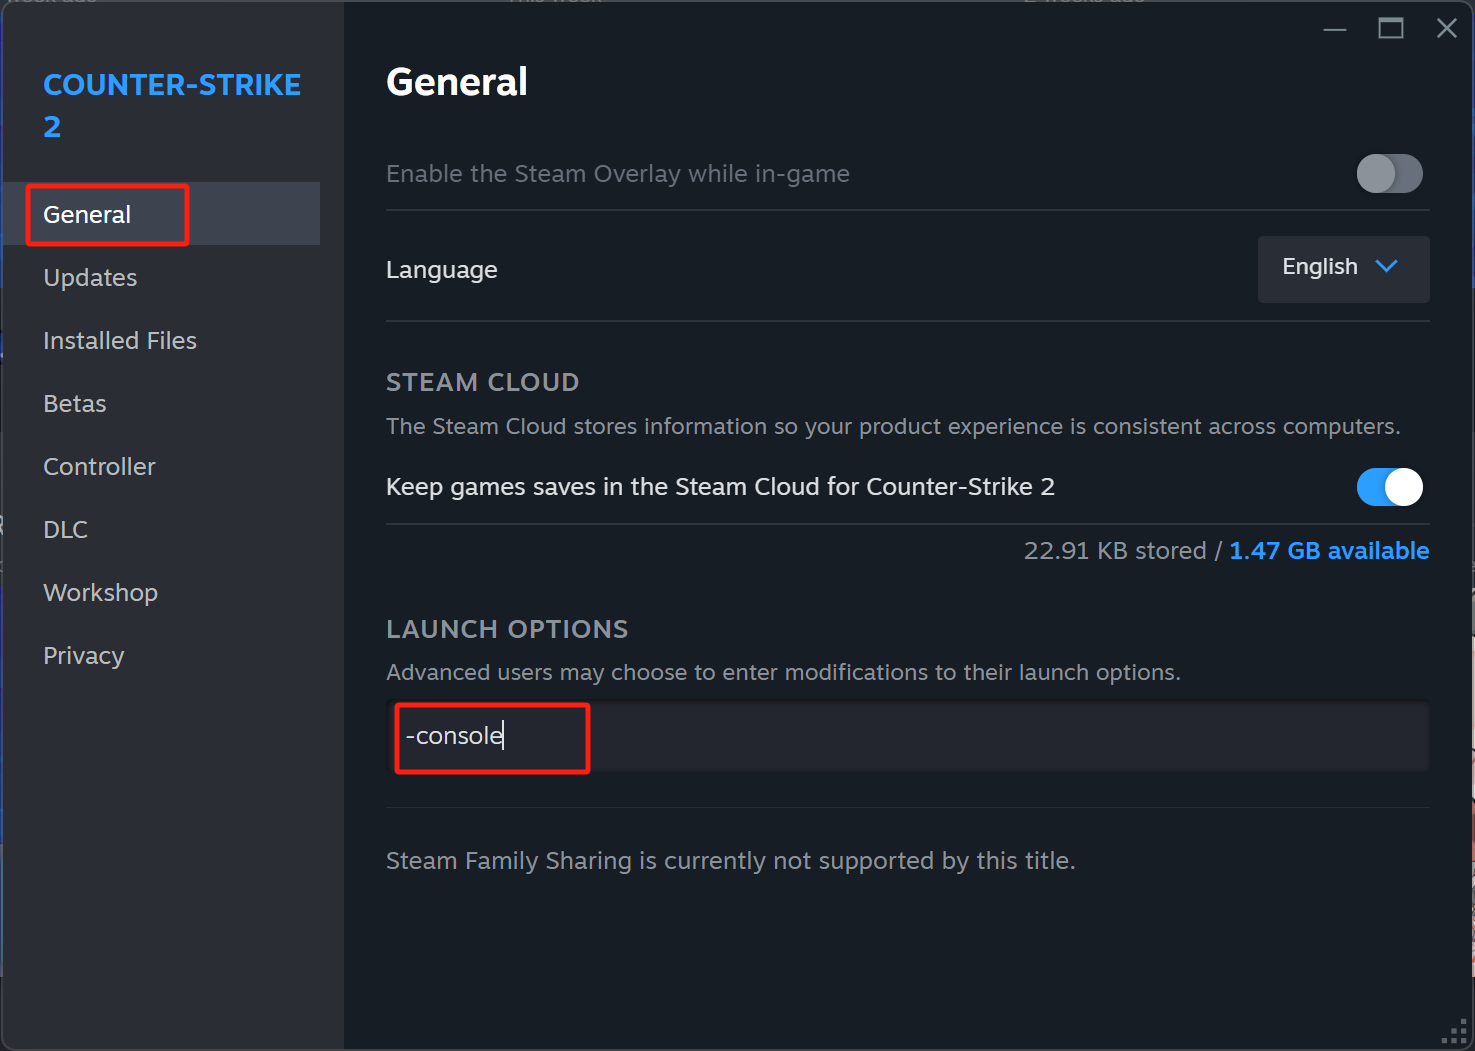 COUNTER-STRIKE
2
General
Updates
Installed Files
Betas
Controller
DLC
Workshop
Privacy
General
Enable the Steam Overlay while in-game
Language
English
STEAM CLOUD
The Steam Cloud stores information so your product experience is consistent across computers.
Keep games saves in the Steam Cloud for Counter-Strike 2
22.91 KB stored / 1.47 GB available
LAUNCH OPTIONS
Advanced users may choose to enter modifications to their launch options.
-console
Steam Family Sharing is currently not supported by this title.